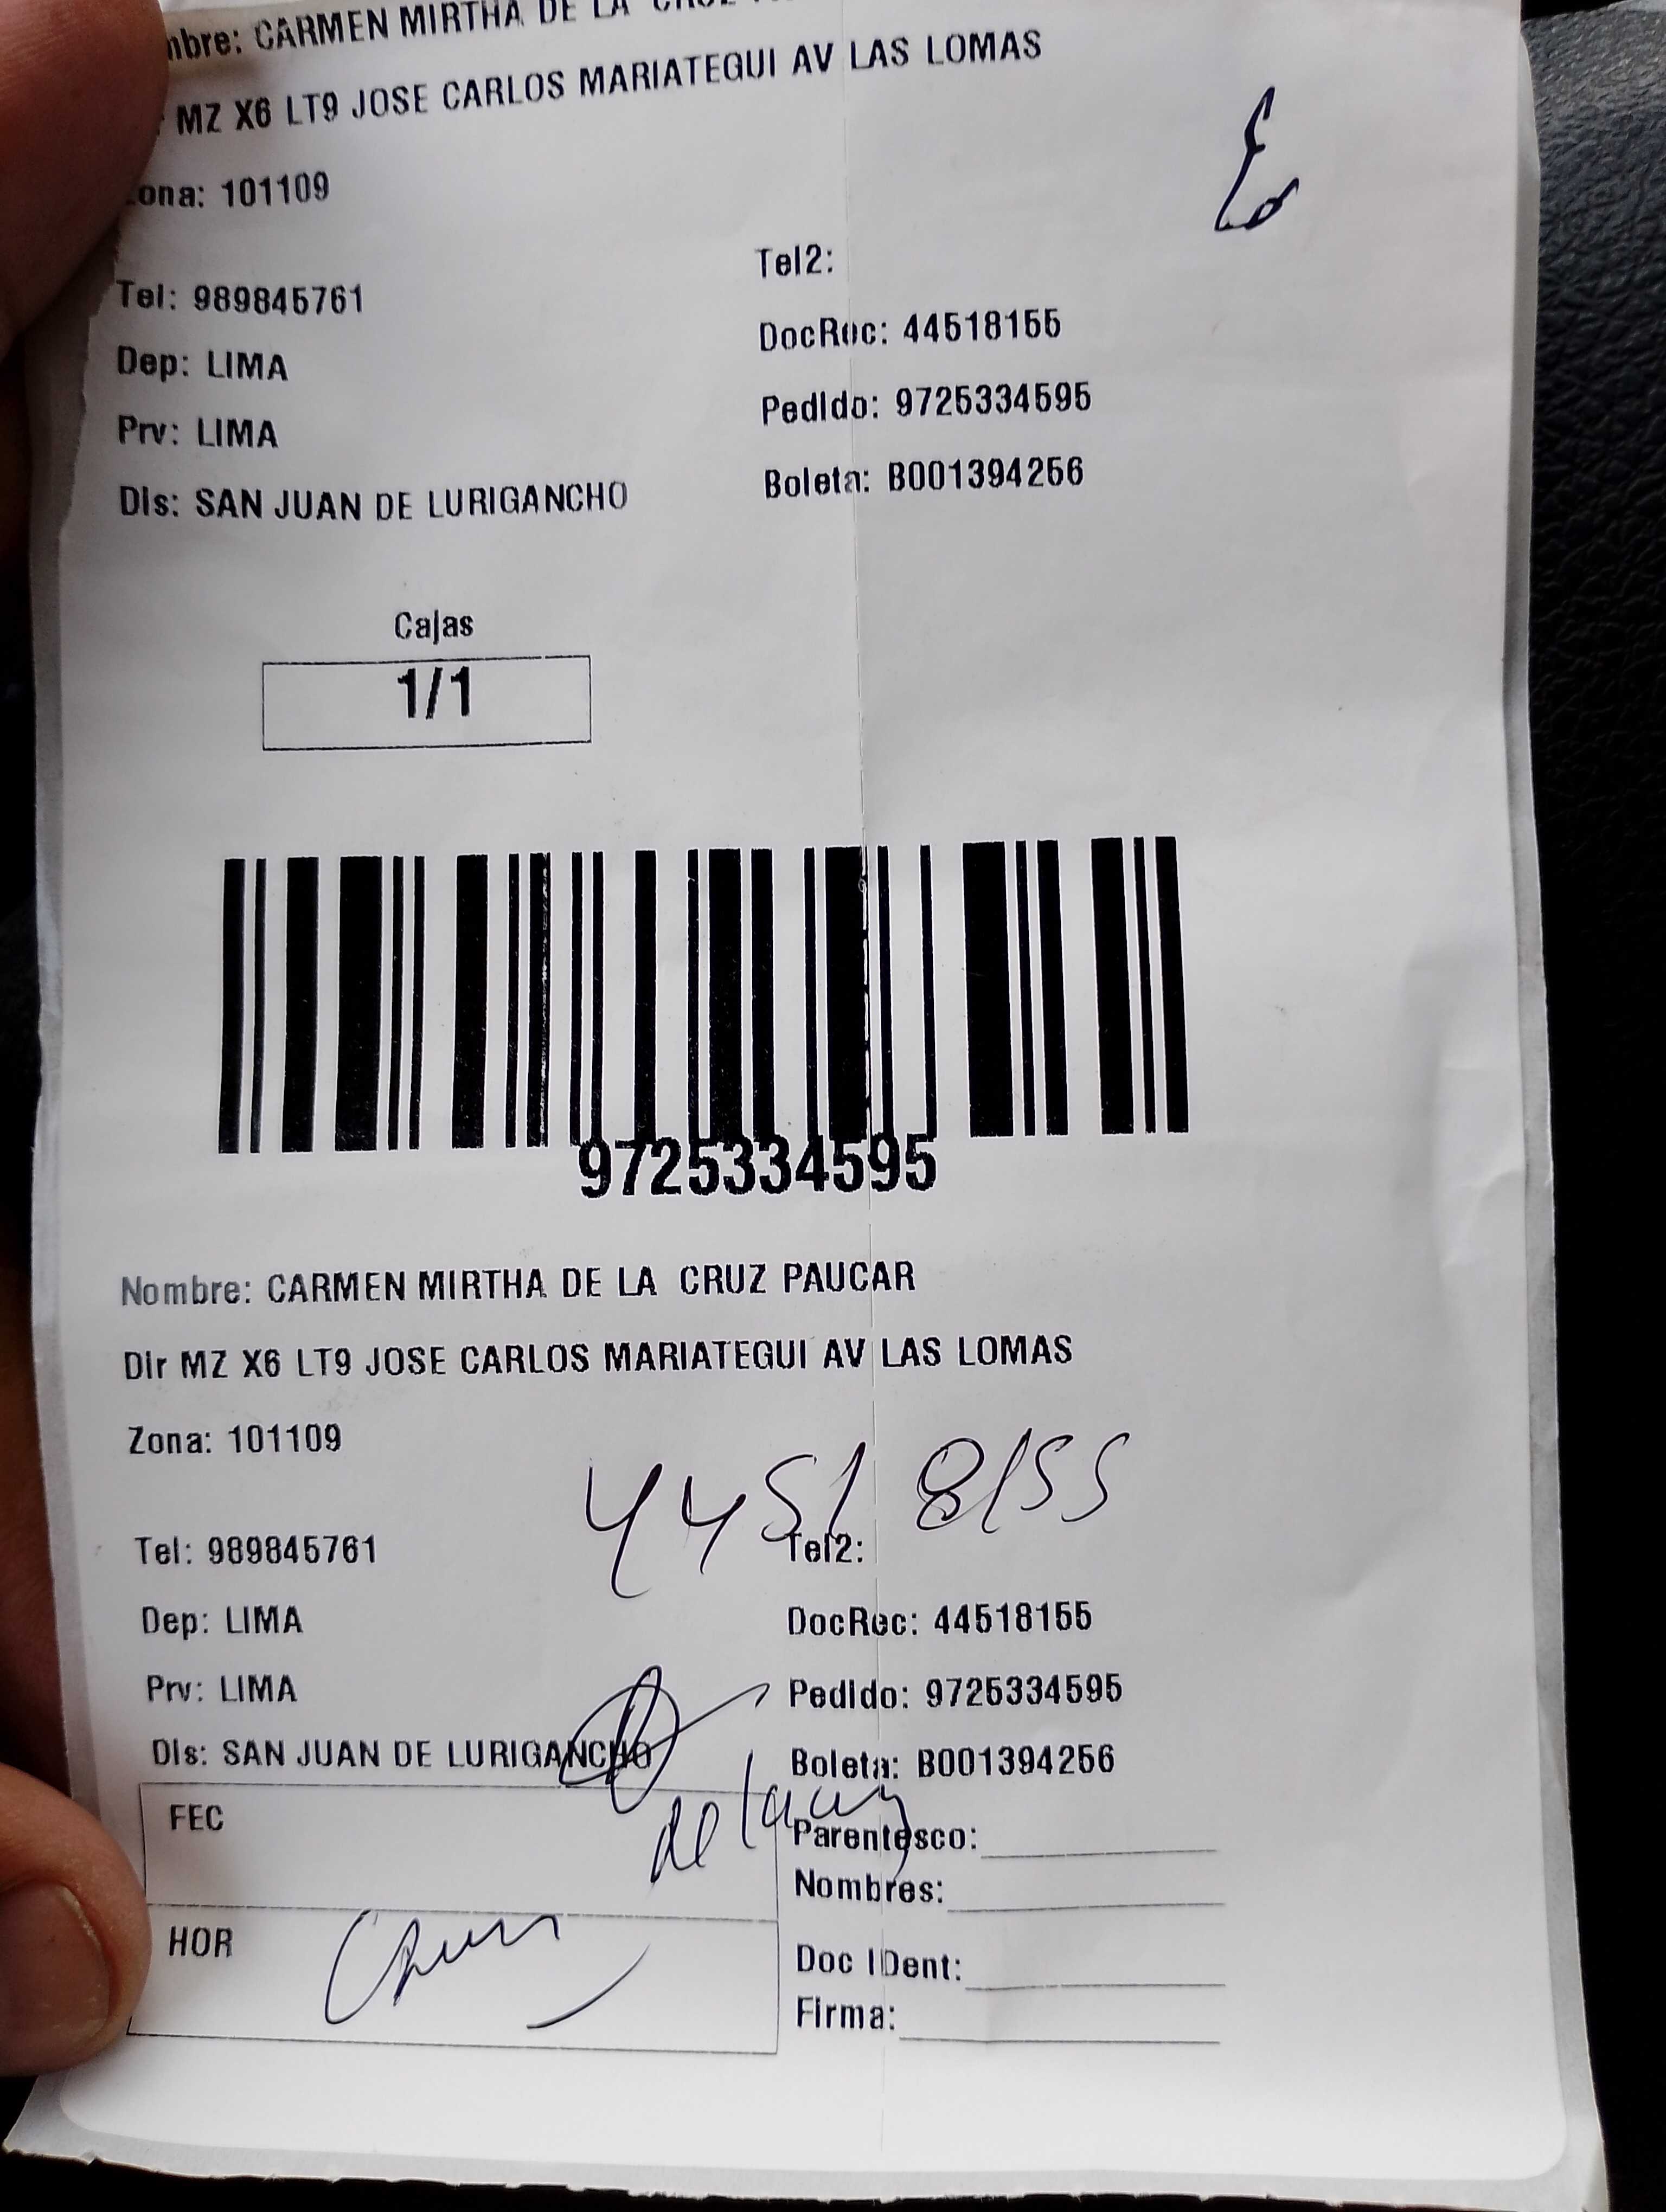 mbre: CARMEN MIRTHA DE LA
MZ X6 LT9 JOSE CARLOS MARIATEGUI AV LAS LOMAS
ona: 101109
Tel: 989845761
Tel2:
DocRec: 44518155
Dep: LIMA
Pedido: 9725334595
Prv: LIMA
Boleta: B001394256
Dis: SAN JUAN DE LURIGANCHO
Cajas
1/1
9725334595
Nombre: CARMEN MIRTHA DE LA CRUZ PAUCAR
Dir MZ X6 LT9 JOSE CARLOS MARIATEGUI AV LAS LOMAS
Zona: 101109
44518155
Tel: 989845761
Tel2:
Dep: LIMA
DocRec: 44518155
Prv: LIMA
Pedido: 9725334595
Dis: SAN JUAN DE LURIGANCHO
Boleta: B001394256
FEC
de la cruz
Parentesco:
Nombres:
HOR
Doc IDent:
Firma: